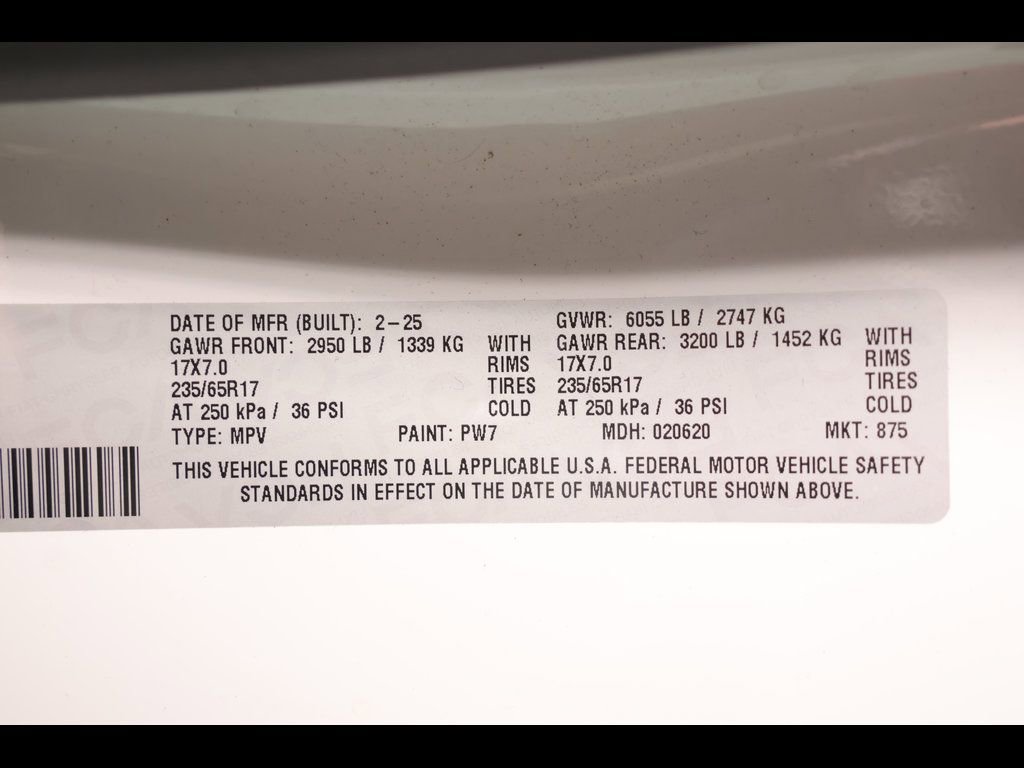 DATE OF MFR (BUILT): 2-25 GVWR: 6055 LB / 2747 KG
GAWR FRONT: 2950 LB / 1339 KG WITH GAWR REAR: 3200 LB / 1452 KG WITH
17X7.0 RIMS 17X7.0 RIMS
235/65R17 TIRES 235/65R17 TIRES
AT 250 kPa / 36 PSI COLD AT 250 kPa / 36 PSI COLD
TYPE: MPV PAINT: PW7 MDH: 020620 MKT: 875
THIS VEHICLE CONFORMS TO ALL APPLICABLE U.S.A. FEDERAL MOTOR VEHICLE SAFETY
STANDARDS IN EFFECT ON THE DATE OF MANUFACTURE SHOWN ABOVE.